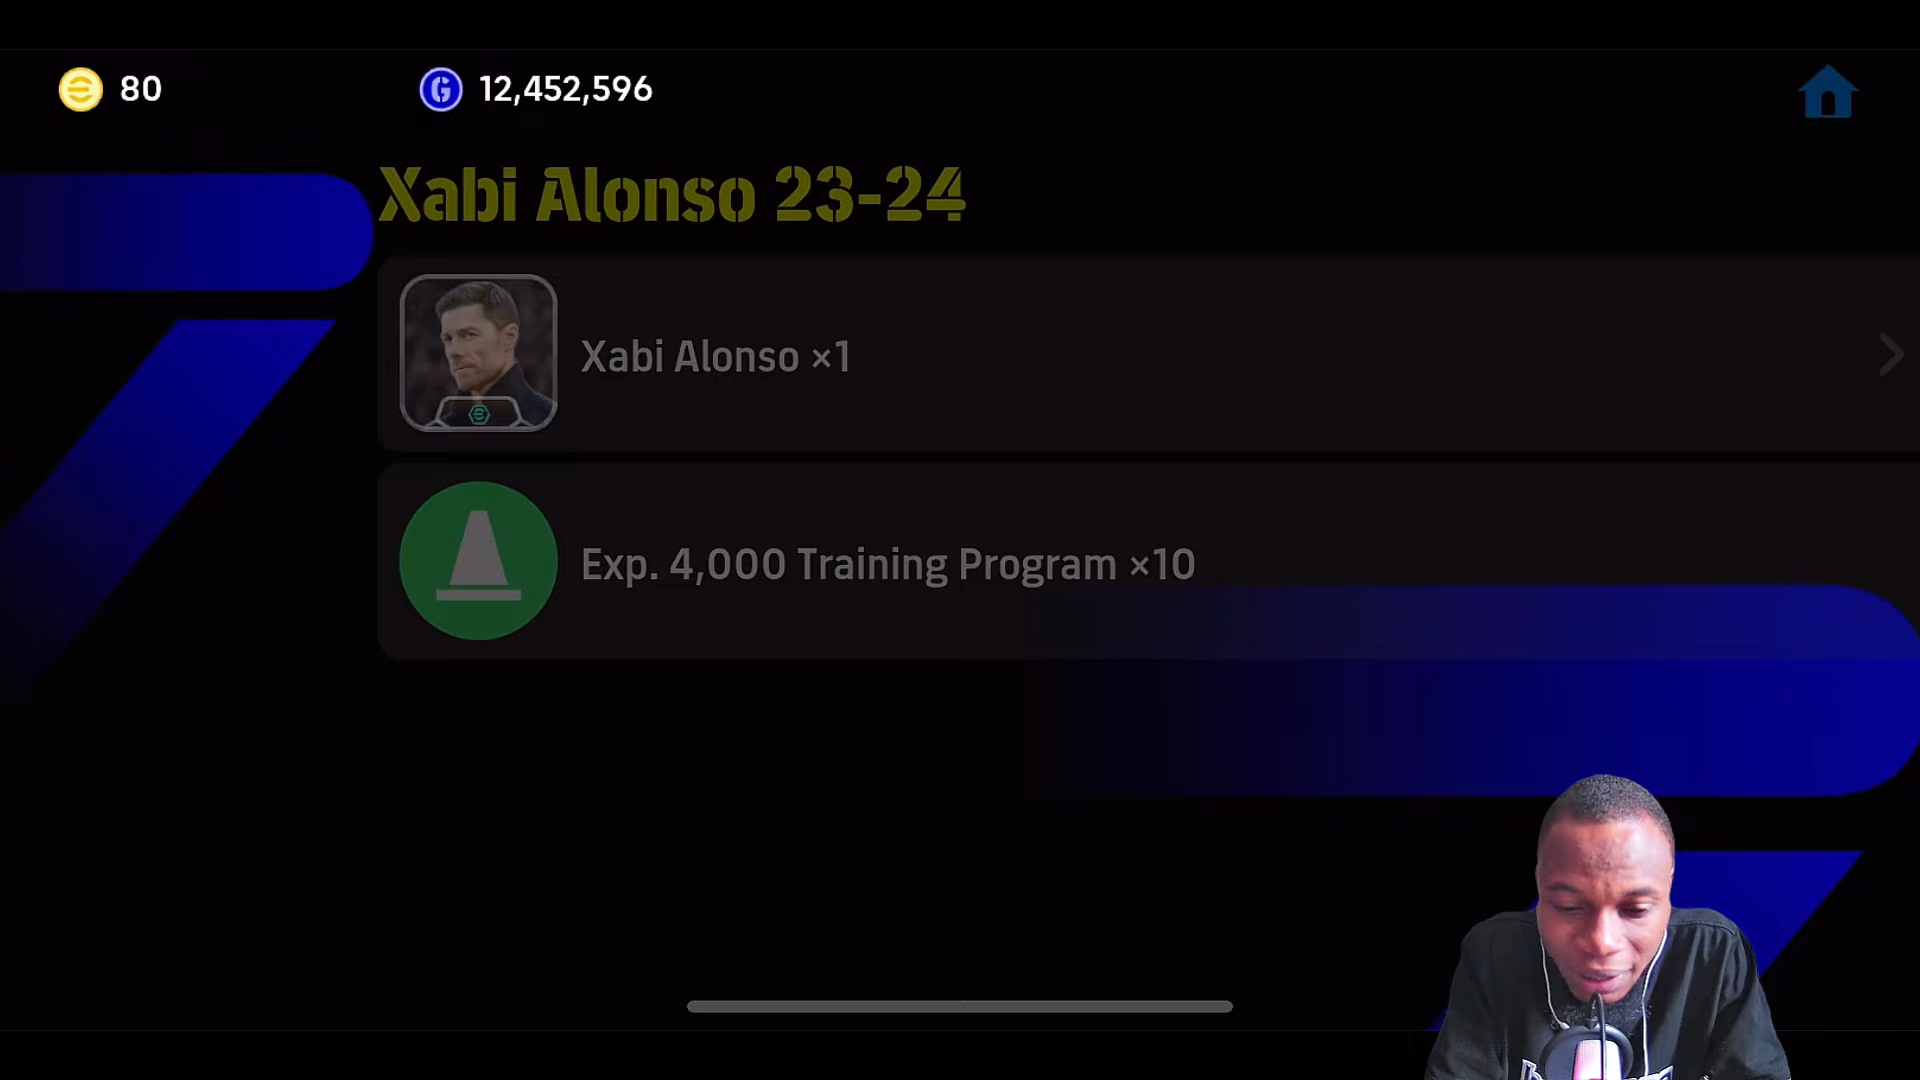 80
12,452,596
Xabi Alonso 23-24
Xabi Alonso ×1
Exp. 4,000 Training Program ×10